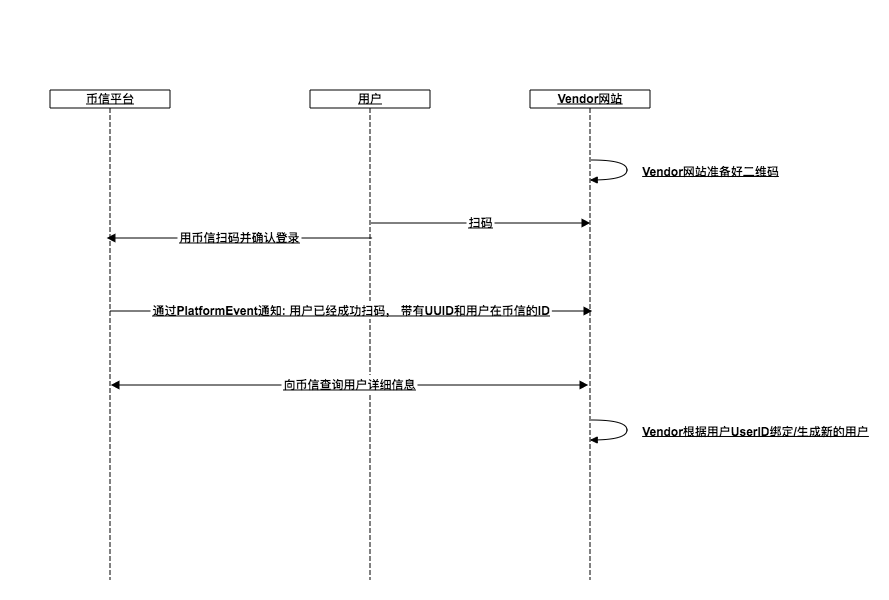 币信平台
用户
Vendor网站
Vendor网站准备好二维码
扫码
用币信扫码并确认登录
通过PlatformEvent通知: 用户已经成功扫码， 带有UUID和用户在币信的ID
向币信查询用户详细信息
Vendor根据用户UserID绑定/生成新的用户